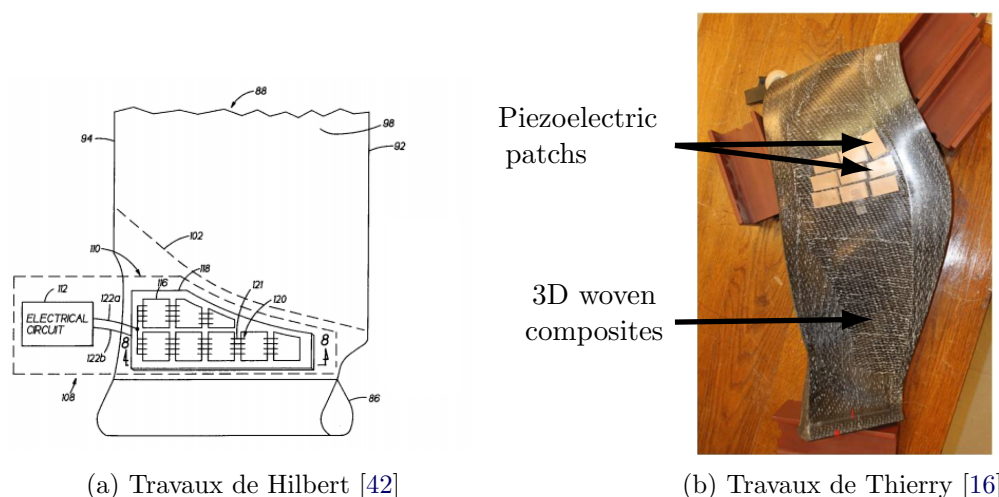 88
98
94
92
102
110
118
112
116
121
120
122a
ELECTRICAL
CIRCUIT
8
8
122b
108
86
Piezoelectric
patchs
3D woven
composites
(a) Travaux de Hilbert [42]
(b) Travaux de Thierry [16]